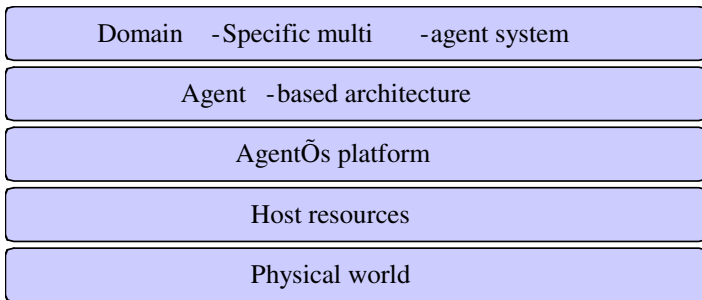 Domain -Specific multi -agent system
Agent -based architecture
AgentÕs platform
Host resources
Physical world